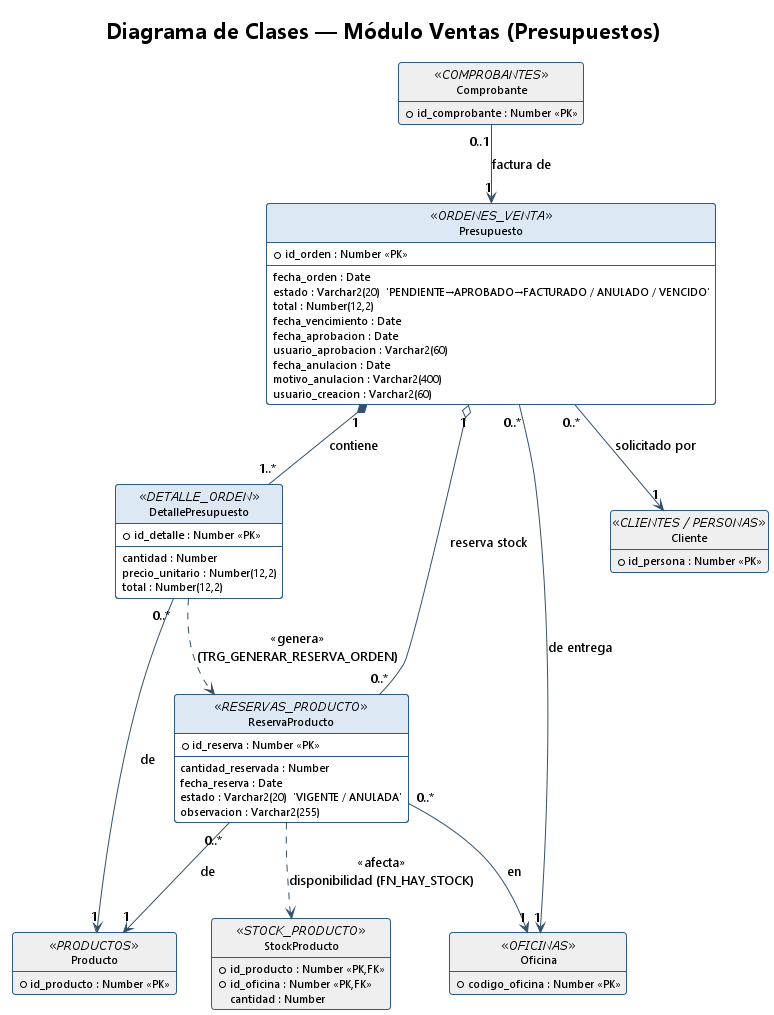 Diagrama de Clases — Módulo Ventas (Presupuestos)
«COMPROBANTES»
Comprobante
id_comprobante : Number «PK»
0..1
factura de
1
«ORDENES_VENTA»
Presupuesto
id_orden : Number «PK»
fecha_orden : Date
estado : Varchar2(20) 'PENDIENTE→APROBADO→FACTURADO / ANULADO / VENCIDO'
total : Number(12,2)
fecha_vencimiento : Date
fecha_aprobacion : Date
usuario_aprobacion : Varchar2(60)
fecha_anulacion : Date
motivo_anulacion : Varchar2(400)
usuario_creacion : Varchar2(60)
1 1 0..* 0..*
contiene solicitado por
1..* 1
«DETALLE_ORDEN»
DetallePresupuesto
id_detalle : Number «PK»
cantidad : Number
precio_unitario : Number(12,2)
total : Number(12,2)
«CLIENTES / PERSONAS»
Cliente
id_persona : Number «PK»
reserva stock
0..*
«genera»
(TRG_GENERAR_RESERVA_ORDEN)
de entrega
0..*
«RESERVAS_PRODUCTO»
ReservaProducto
id_reserva : Number «PK»
cantidad_reservada : Number
fecha_reserva : Date
estado : Varchar2(20) 'VIGENTE / ANULADA'
observacion : Varchar2(255)
de
0..*
0..*
«afecta»
disponibilidad (FN_HAY_STOCK)
de en
1 1 1 1
«PRODUCTOS»
Producto
id_producto : Number «PK»
«STOCK_PRODUCTO»
StockProducto
id_producto : Number «PK,FK»
id_oficina : Number «PK,FK»
cantidad : Number
«OFICINAS»
Oficina
codigo_oficina : Number «PK»